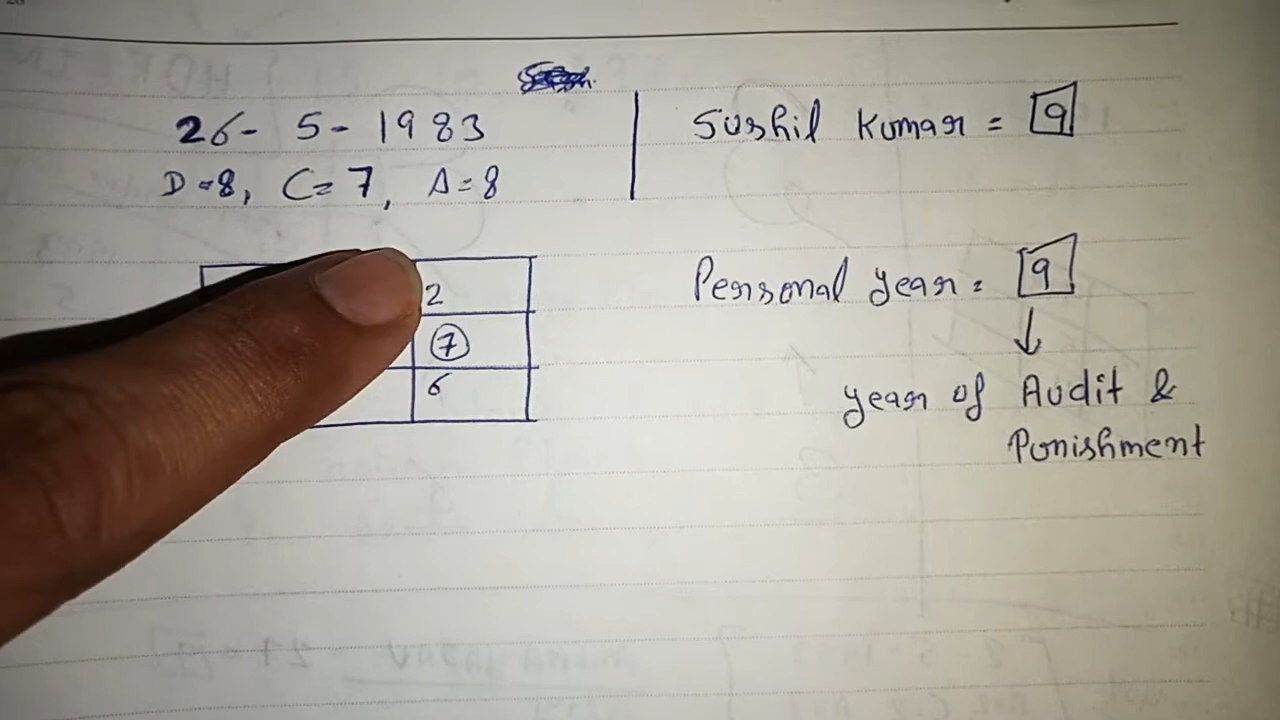 26- 5- 1983
D=8, C=7, A=8
2
7
6
Sushil Kumar = 9
Personal year = 9
↓
year of Audit &
Punishment